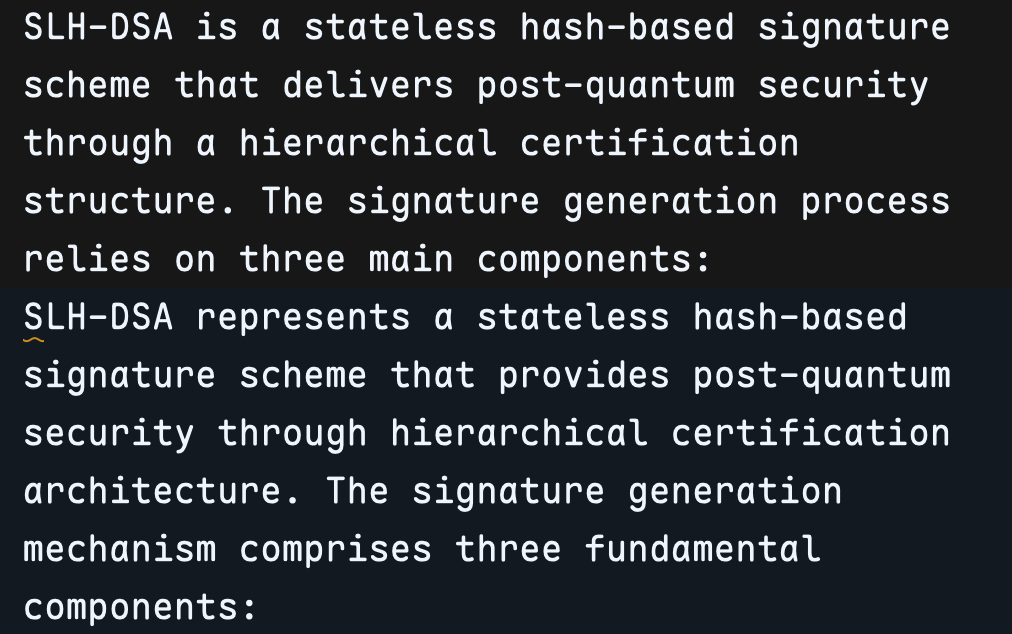 SLH-DSA is a stateless hash-based signature
scheme that delivers post-quantum security
through a hierarchical certification
structure. The signature generation process
relies on three main components:
SLH-DSA represents a stateless hash-based
signature scheme that provides post-quantum
security through hierarchical certification
architecture. The signature generation
mechanism comprises three fundamental
components: